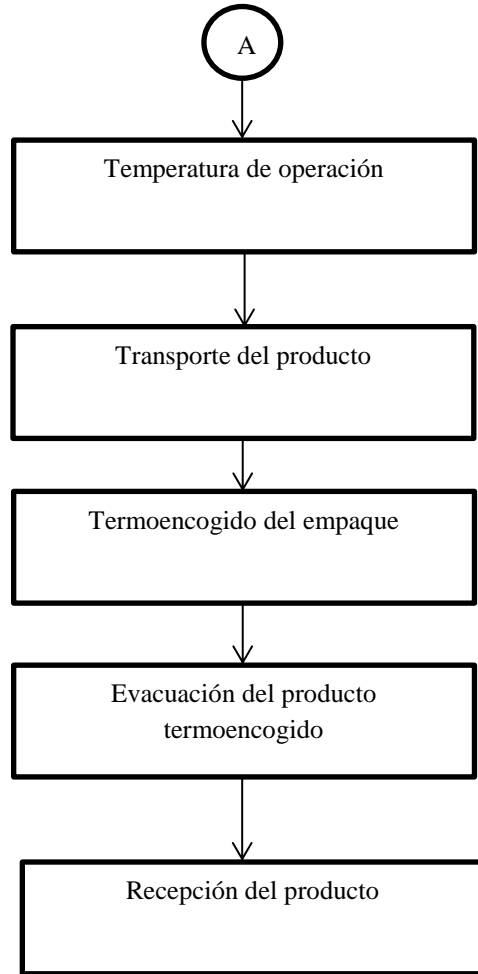 A
Temperatura de operación
Transporte del producto
Termoencogido del empaque
Evacuación del producto
termoencogido
Recepción del producto